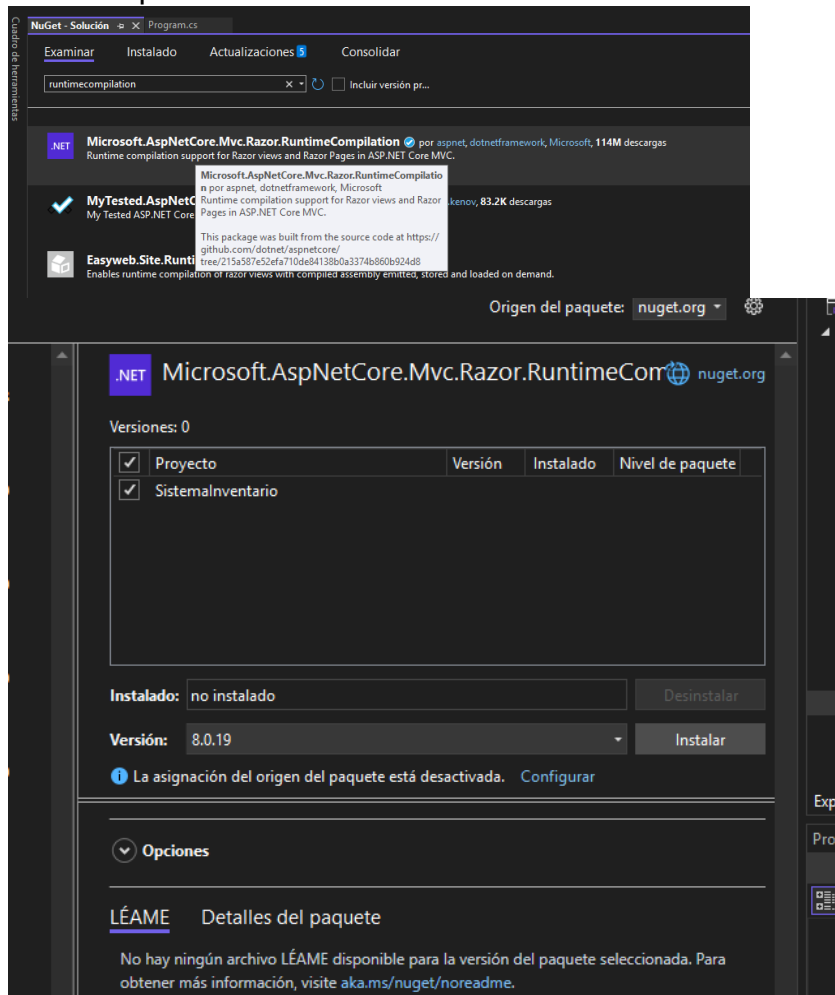 NuGet - Solución Program.cs
Cuadro de herramientas
Examinar Instalado Actualizaciones 5 Consolidar
runtimecompilation Incluir versión pr...
.NET Microsoft.AspNetCore.Mvc.Razor.RuntimeCompilation por aspnet, dotnetframework, Microsoft, 114M descargas
Runtime compilation support for Razor views and Razor Pages in ASP.NET Core MVC.
Microsoft.AspNetCore.Mvc.Razor.RuntimeCompilatio
n por aspnet, dotnetframework, Microsoft
Runtime compilation support for Razor views and Razor
Pages in ASP.NET Core MVC.
This package was built from the source code at https://
github.com/dotnet/aspnetcore/
tree/215a587e52efa710de84138b0a3374b860b924d8
MyTested.AspNetC .kenov, 83.2K descargas
My Tested ASP.NET Core
Easyweb.Site.Runti
Enables runtime compilation of razor views with compiled assembly emitted, stored and loaded on demand.
Origen del paquete: nuget.org
.NET Microsoft.AspNetCore.Mvc.Razor.RuntimeCom nuget.org
Versiones: 0
Proyecto Versión Instalado Nivel de paquete
SistemaInventario
Instalado: no instalado Desinstalar
Versión: 8.0.19 Instalar
La asignación del origen del paquete está desactivada. Configurar
Exp
Opciones
Pro
LÉAME Detalles del paquete
No hay ningún archivo LÉAME disponible para la versión del paquete seleccionada. Para
obtener más información, visite aka.ms/nuget/noreadme.